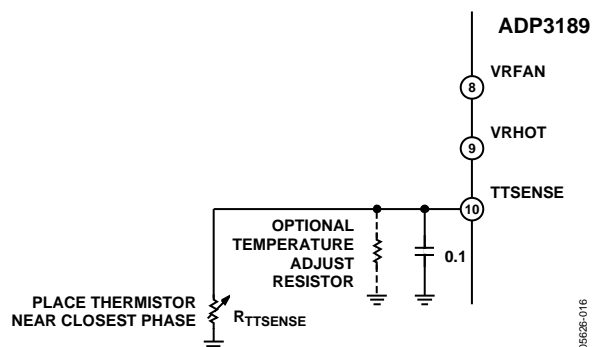 ADP3189
VRFAN
8
VRHOT
9
TTSENSE
10
OPTIONAL
TEMPERATURE
ADJUST
RESISTOR
0.1
PLACE THERMISTOR
NEAR CLOSEST PHASE
RTTSENSE
05626-016